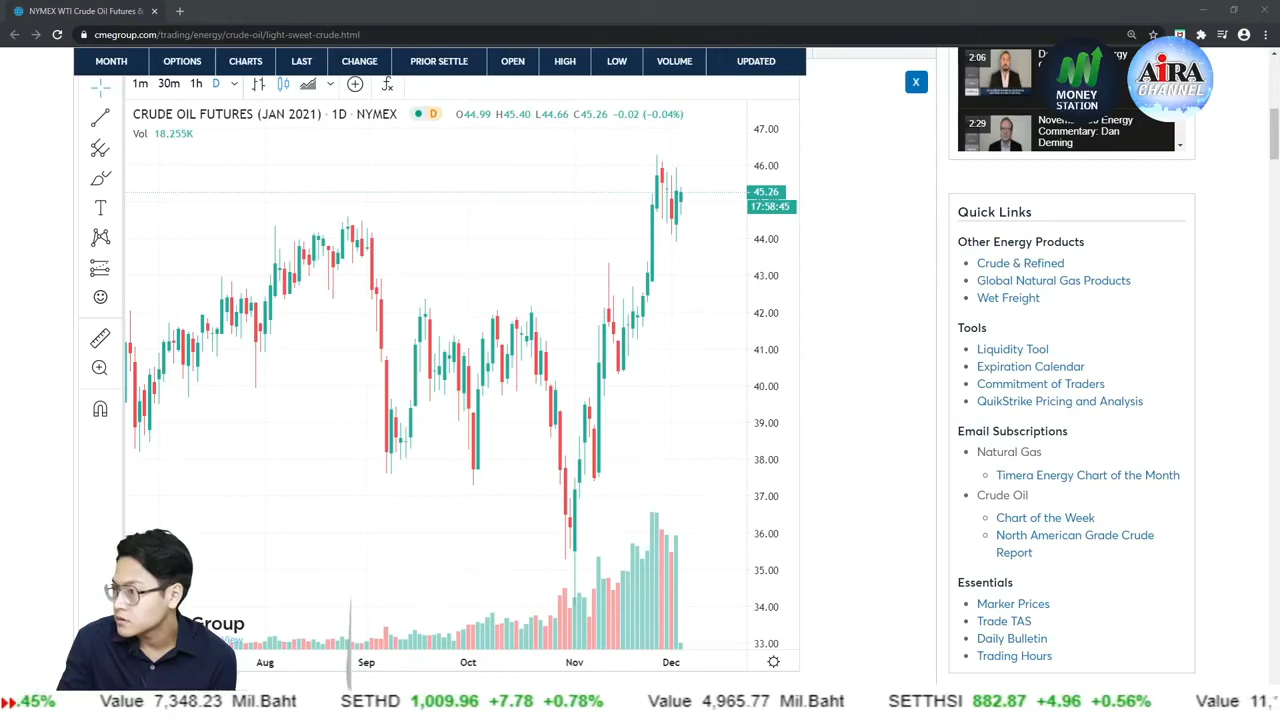 NYMEX WTI Crude Oil Futures &
cmegroup.com/trading/energy/crude-oil/light-sweet-crude.html
MONTH OPTIONS CHARTS LAST CHANGE PRIOR SETTLE OPEN HIGH LOW VOLUME UPDATED
1m 30m 1h D
CRUDE OIL FUTURES (JAN 2021) · 1D · NYMEX D O44.99 H45.40 L44.66 C45.26 −0.02 (−0.04%)
Vol 18.255K
47.00
46.00
45.26
17:58:45
44.00
43.00
42.00
41.00
40.00
39.00
38.00
37.00
36.00
35.00
34.00
33.00
Group
Aug Sep Oct Nov Dec
X
2:06
MONEY
STATION
AiRA
CHANNEL
2:29
Energy
Commentary: Dan
Deming
Quick Links
Other Energy Products
Crude & Refined
Global Natural Gas Products
Wet Freight
Tools
Liquidity Tool
Expiration Calendar
Commitment of Traders
QuikStrike Pricing and Analysis
Email Subscriptions
Natural Gas
Timera Energy Chart of the Month
Crude Oil
Chart of the Week
North American Grade Crude
Report
Essentials
Marker Prices
Trade TAS
Daily Bulletin
Trading Hours
.45% Value 7,348.23 Mil.Baht SETHD 1,009.96 +7.78 +0.78% Value 4,965.77 Mil.Baht SETTHSI 882.87 +4.96 +0.56% Value 11,